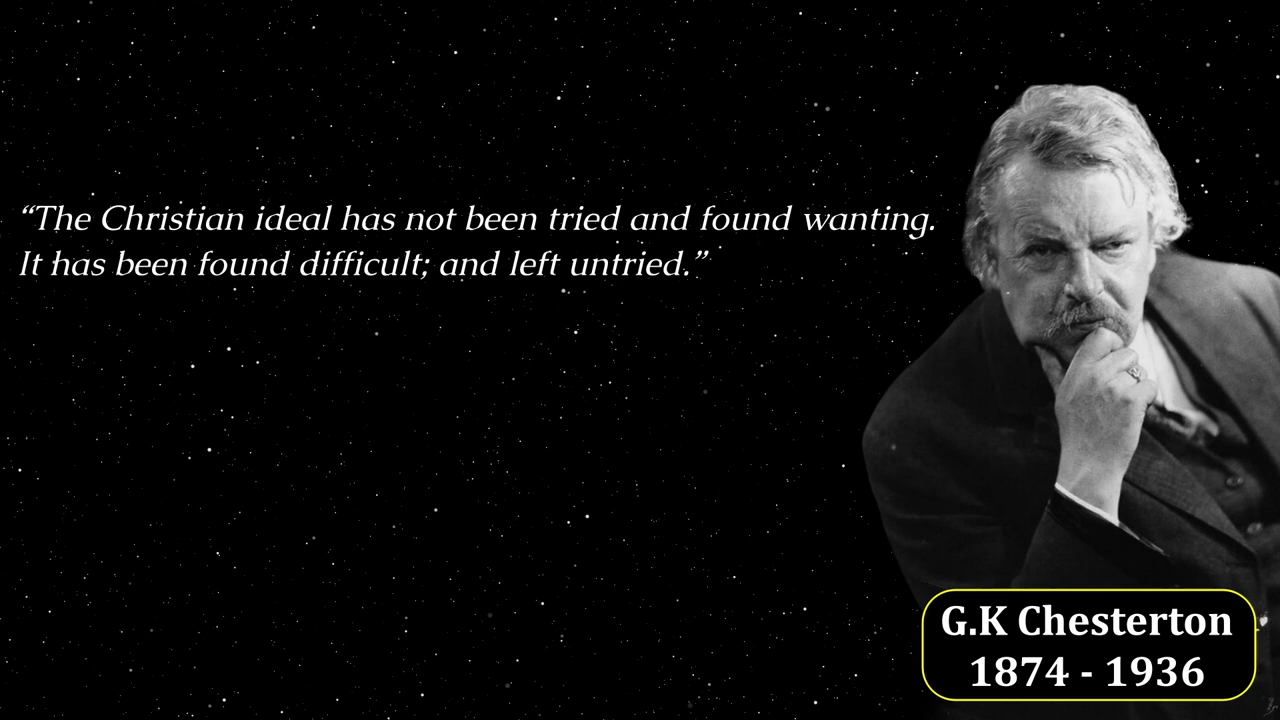 “The Christian ideal has not been tried and found wanting.
It has been found difficult; and left untried.”
G.K Chesterton
1874 - 1936